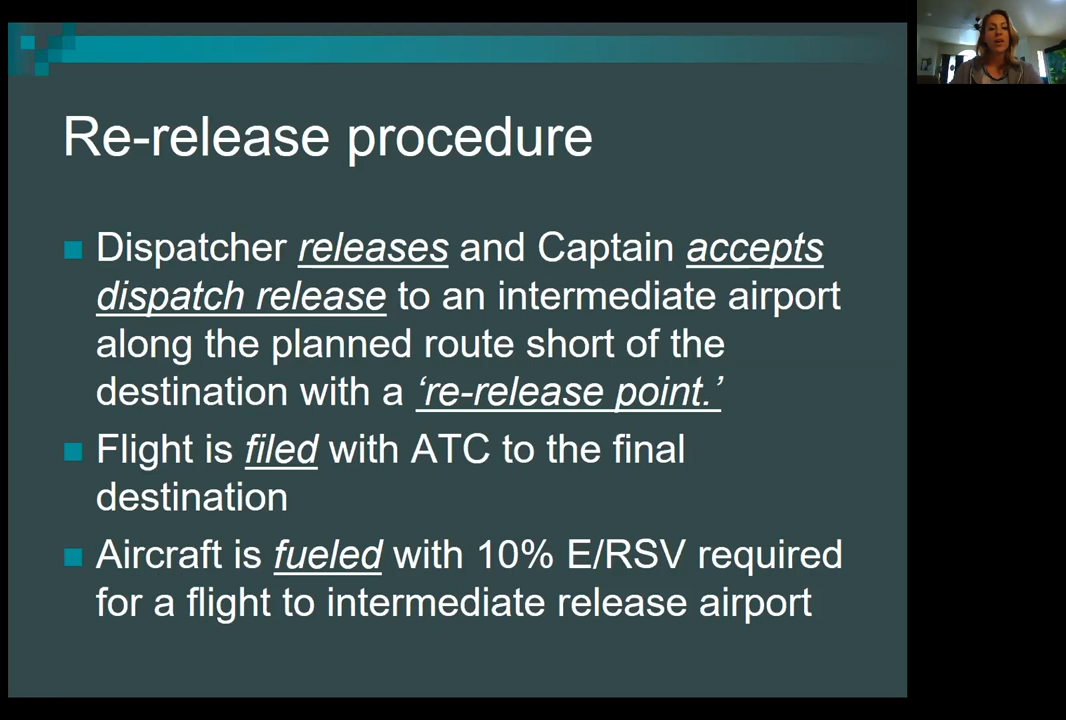 Re-release procedure
Dispatcher releases and Captain accepts
dispatch release to an intermediate airport
along the planned route short of the
destination with a ‘re-release point.’
Flight is filed with ATC to the final
destination
Aircraft is fueled with 10% E/RSV required
for a flight to intermediate release airport